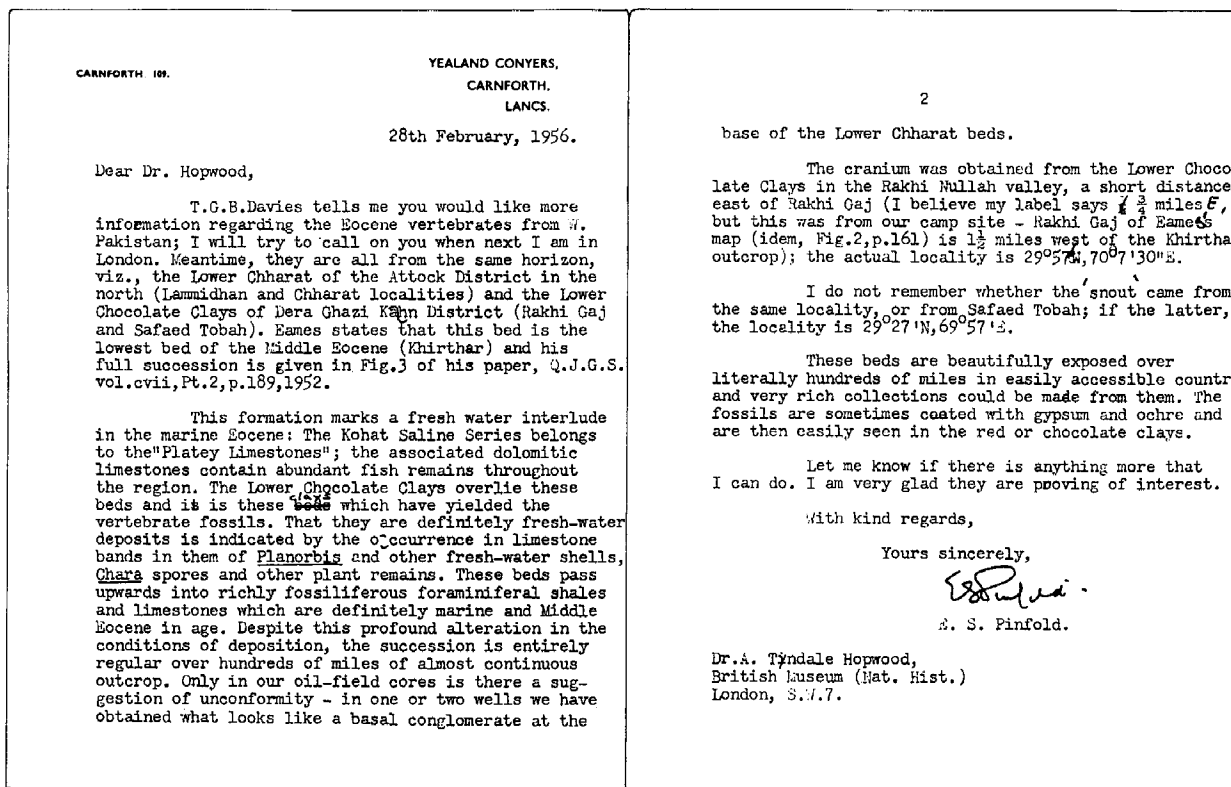 CARNFORTH 109.
YEALAND CONYERS,
CARNFORTH,
LANCS.
28th February, 1956.
Dear Dr. Hopwood,
T.G.B.Davies tells me you would like more
information regarding the Eocene vertebrates from W.
Pakistan; I will try to call on you when next I am in
London. Meantime, they are all from the same horizon,
viz., the Lower Chharat of the Attock District in the
north (Lammidhan and Chharat localities) and the Lower
Chocolate Clays of Dera Ghazi Kahn District (Rakhi Gaj
and Safaed Tobah). Eames states that this bed is the
lowest bed of the Middle Eocene (Khirthar) and his
full succession is given in Fig.3 of his paper, Q.J.G.S.
vol.cvii,Pt.2,p.189,1952.
This formation marks a fresh water interlude
in the marine Eocene: The Kohat Saline Series belongs
to the"Platey Limestones"; the associated dolomitic
limestones contain abundant fish remains throughout
the region. The Lower Chocolate Clays overlie these
beds and it is these clays which have yielded the
vertebrate fossils. That they are definitely fresh-water
deposits is indicated by the occurrence in limestone
bands in them of Planorbis and other fresh-water shells,
Chara spores and other plant remains. These beds pass
upwards into richly fossiliferous foraminiferal shales
and limestones which are definitely marine and Middle
Eocene in age. Despite this profound alteration in the
conditions of deposition, the succession is entirely
regular over hundreds of miles of almost continuous
outcrop. Only in our oil-field cores is there a sug-
gestion of unconformity - in one or two wells we have
obtained what looks like a basal conglomerate at the
2
base of the Lower Chharat beds.
The cranium was obtained from the Lower Choco
late Clays in the Rakhi Nullah valley, a short distance
east of Rakhi Gaj (I believe my label says ¾ miles E,
but this was from our camp site - Rakhi Gaj of Eames's
map (idem, Fig.2,p.161) is 1½ miles west of the Khirtha
outcrop); the actual locality is 29°57'N,70°7'30"E.
I do not remember whether the 'snout' came from
the same locality, or from Safaed Tobah; if the latter,
the locality is 29°27'N,69°57'E.
These beds are beautifully exposed over
literally hundreds of miles in easily accessible countr
and very rich collections could be made from them. The
fossils are sometimes coated with gypsum and ochre and
are then easily seen in the red or chocolate clays.
Let me know if there is anything more that
I can do. I am very glad they are pooving of interest.
With kind regards,
Yours sincerely,
ESPinfold.
E. S. Pinfold.
Dr.A. Tyndale Hopwood,
British Museum (Nat. Hist.)
London, S.W.7.